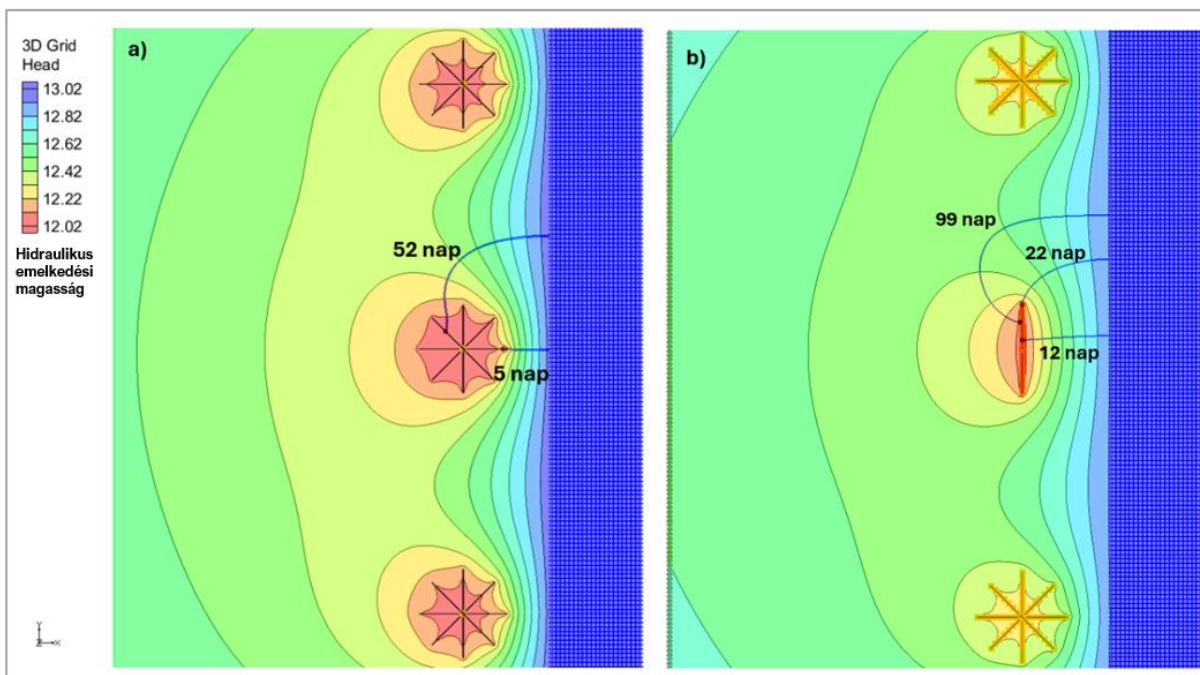 3D Grid
Head
13.02
12.82
12.62
12.42
12.22
12.02
Hidraulikus
emelkedési
magasság
a)
52 nap
5 nap
b)
99 nap
22 nap
12 nap
Y
Z X